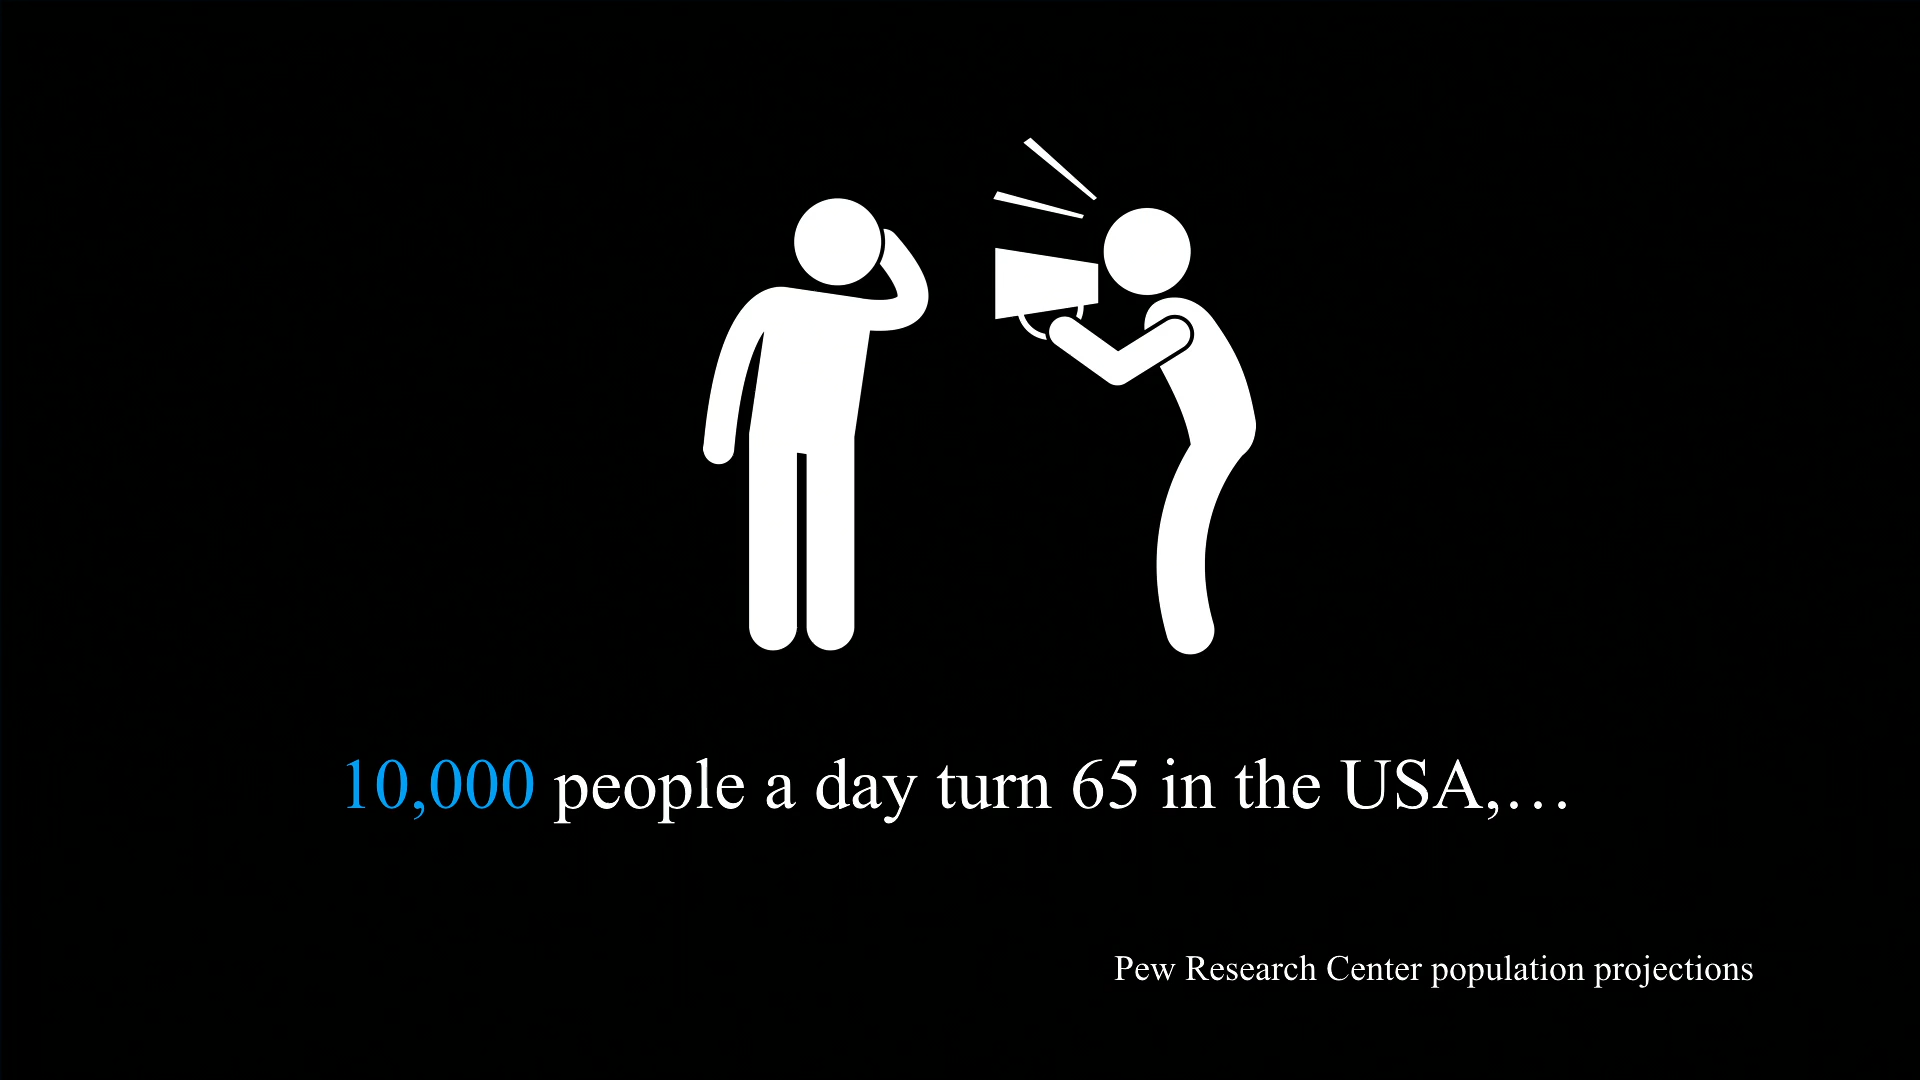 10,000 people a day turn 65 in the USA,…
Pew Research Center population projections